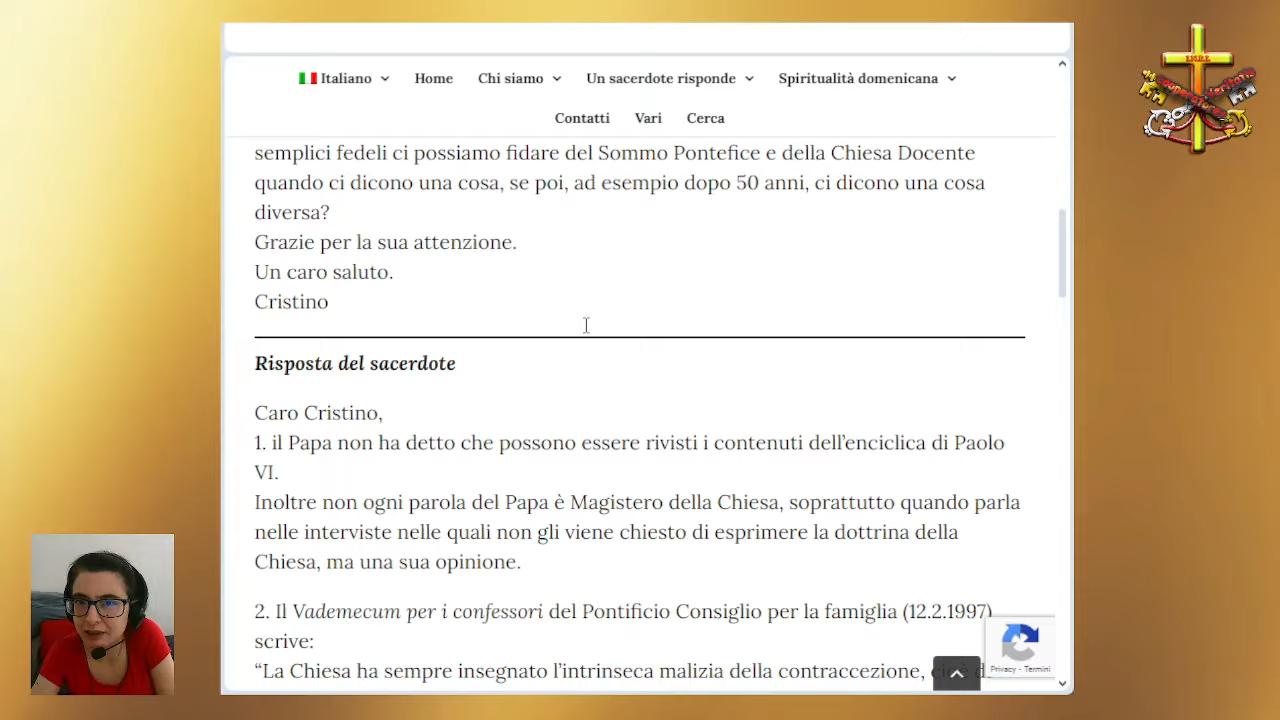 Italiano Home Chi siamo Un sacerdote risponde Spiritualità domenicana
Contatti Vari Cerca
semplici fedeli ci possiamo fidare del Sommo Pontefice e della Chiesa Docente
quando ci dicono una cosa, se poi, ad esempio dopo 50 anni, ci dicono una cosa
diversa?
Grazie per la sua attenzione.
Un caro saluto.
Cristino
Risposta del sacerdote
Caro Cristino,
1. il Papa non ha detto che possono essere rivisti i contenuti dell’enciclica di Paolo
VI.
Inoltre non ogni parola del Papa è Magistero della Chiesa, soprattutto quando parla
nelle interviste nelle quali non gli viene chiesto di esprimere la dottrina della
Chiesa, ma una sua opinione.
2. Il Vademecum per i confessori del Pontificio Consiglio per la famiglia (12.2.1997)
scrive:
“La Chiesa ha sempre insegnato l’intrinseca malizia della contraccezione,
Privacy - Termini